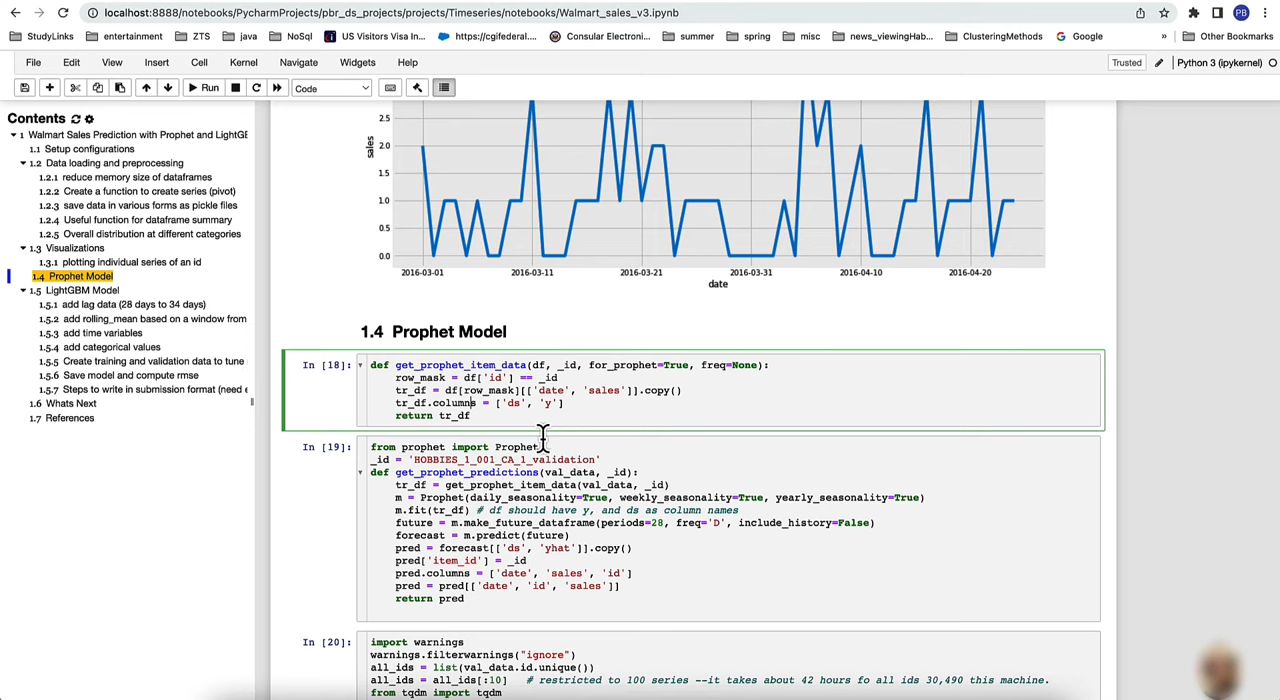 localhost:8888/notebooks/PycharmProjects/pbr_ds_projects/projects/Timeseries/notebooks/Walmart_sales_v3.ipynb
PB
StudyLinks entertainment ZTS java NoSql US Visitors Visa In... https://cgifederal.... Consular Electroni... summer spring misc news_viewingHab... ClusteringMethods Google » Other Bookmarks
File Edit View Insert Cell Kernel Navigate Widgets Help Trusted Python 3 (ipykernel)
Run Code
Contents
1 Walmart Sales Prediction with Prophet and LightGE
1.1 Setup configurations
1.2 Data loading and preprocessing
1.2.1 reduce memory size of dataframes
1.2.2 Create a function to create series (pivot)
1.2.3 save data in various forms as pickle files
1.2.4 Useful function for dataframe summary
1.2.5 Overall distribution at different categories
1.3 Visualizations
1.3.1 plotting individual series of an id
1.4 Prophet Model
1.5 LightGBM Model
1.5.1 add lag data (28 days to 34 days)
1.5.2 add rolling_mean based on a window from
1.5.3 add time variables
1.5.4 add categorical values
1.5.5 Create training and validation data to tune
1.5.6 Save model and compute rmse
1.5.7 Steps to write in submission format (need e
1.6 Whats Next
1.7 References
2.5
2.0
1.5
1.0
0.5
0.0
sales
2016-03-01 2016-03-11 2016-03-21 2016-03-31 2016-04-10 2016-04-20
date
1.4 Prophet Model
In [18]:
def get_prophet_item_data(df, _id, for_prophet=True, freq=None):
row_mask = df['id'] == _id
tr_df = df[row_mask][['date', 'sales']].copy()
tr_df.columns = ['ds', 'y']
return tr_df
In [19]:
from prophet import Prophet
_id = 'HOBBIES_1_001_CA_1_validation'
def get_prophet_predictions(val_data, _id):
tr_df = get_prophet_item_data(val_data, _id)
m = Prophet(daily_seasonality=True, weekly_seasonality=True, yearly_seasonality=True)
m.fit(tr_df) # df should have y, and ds as column names
future = m.make_future_dataframe(periods=28, freq='D', include_history=False)
forecast = m.predict(future)
pred = forecast[['ds', 'yhat']].copy()
pred['item_id'] = _id
pred.columns = ['date', 'sales', 'id']
pred = pred[['date', 'id', 'sales']]
return pred
In [20]:
import warnings
warnings.filterwarnings("ignore")
all_ids = list(val_data.id.unique())
all_ids = all_ids[:10] # restricted to 100 series --it takes about 42 hours fo all ids 30,490 this machine.
from tqdm import tqdm